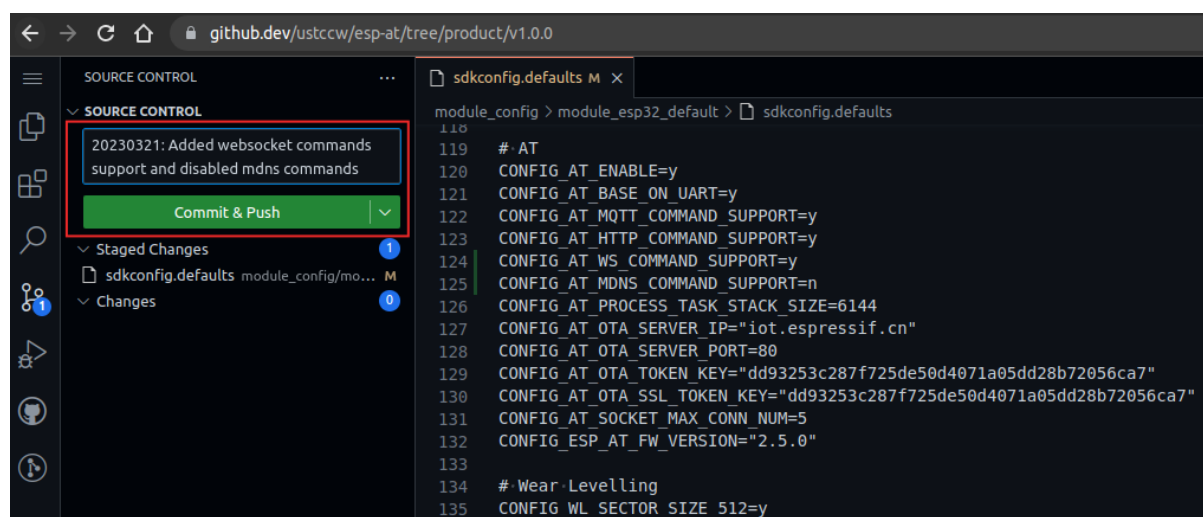 github.dev/ustccw/esp-at/tree/product/v1.0.0
SOURCE CONTROL
···
SOURCE CONTROL
20230321: Added websocket commands
support and disabled mdns commands
Commit & Push
Staged Changes
1
sdkconfig.defaults module_config/mo... M
Changes
0
1
sdkconfig.defaults M ×
module_config > module_esp32_default > sdkconfig.defaults
118
119 # AT
120 CONFIG_AT_ENABLE=y
121 CONFIG_AT_BASE_ON_UART=y
122 CONFIG_AT_MQTT_COMMAND_SUPPORT=y
123 CONFIG_AT_HTTP_COMMAND_SUPPORT=y
124 CONFIG_AT_WS_COMMAND_SUPPORT=y
125 CONFIG_AT_MDNS_COMMAND_SUPPORT=n
126 CONFIG_AT_PROCESS_TASK_STACK_SIZE=6144
127 CONFIG_AT_OTA_SERVER_IP="iot.espressif.cn"
128 CONFIG_AT_OTA_SERVER_PORT=80
129 CONFIG_AT_OTA_TOKEN_KEY="dd93253c287f725de50d4071a05dd28b72056ca7"
130 CONFIG_AT_OTA_SSL_TOKEN_KEY="dd93253c287f725de50d4071a05dd28b72056ca7"
131 CONFIG_AT_SOCKET_MAX_CONN_NUM=5
132 CONFIG_ESP_AT_FW_VERSION="2.5.0"
133
134 # Wear Levelling
135 CONFIG_WL_SECTOR_SIZE_512=y